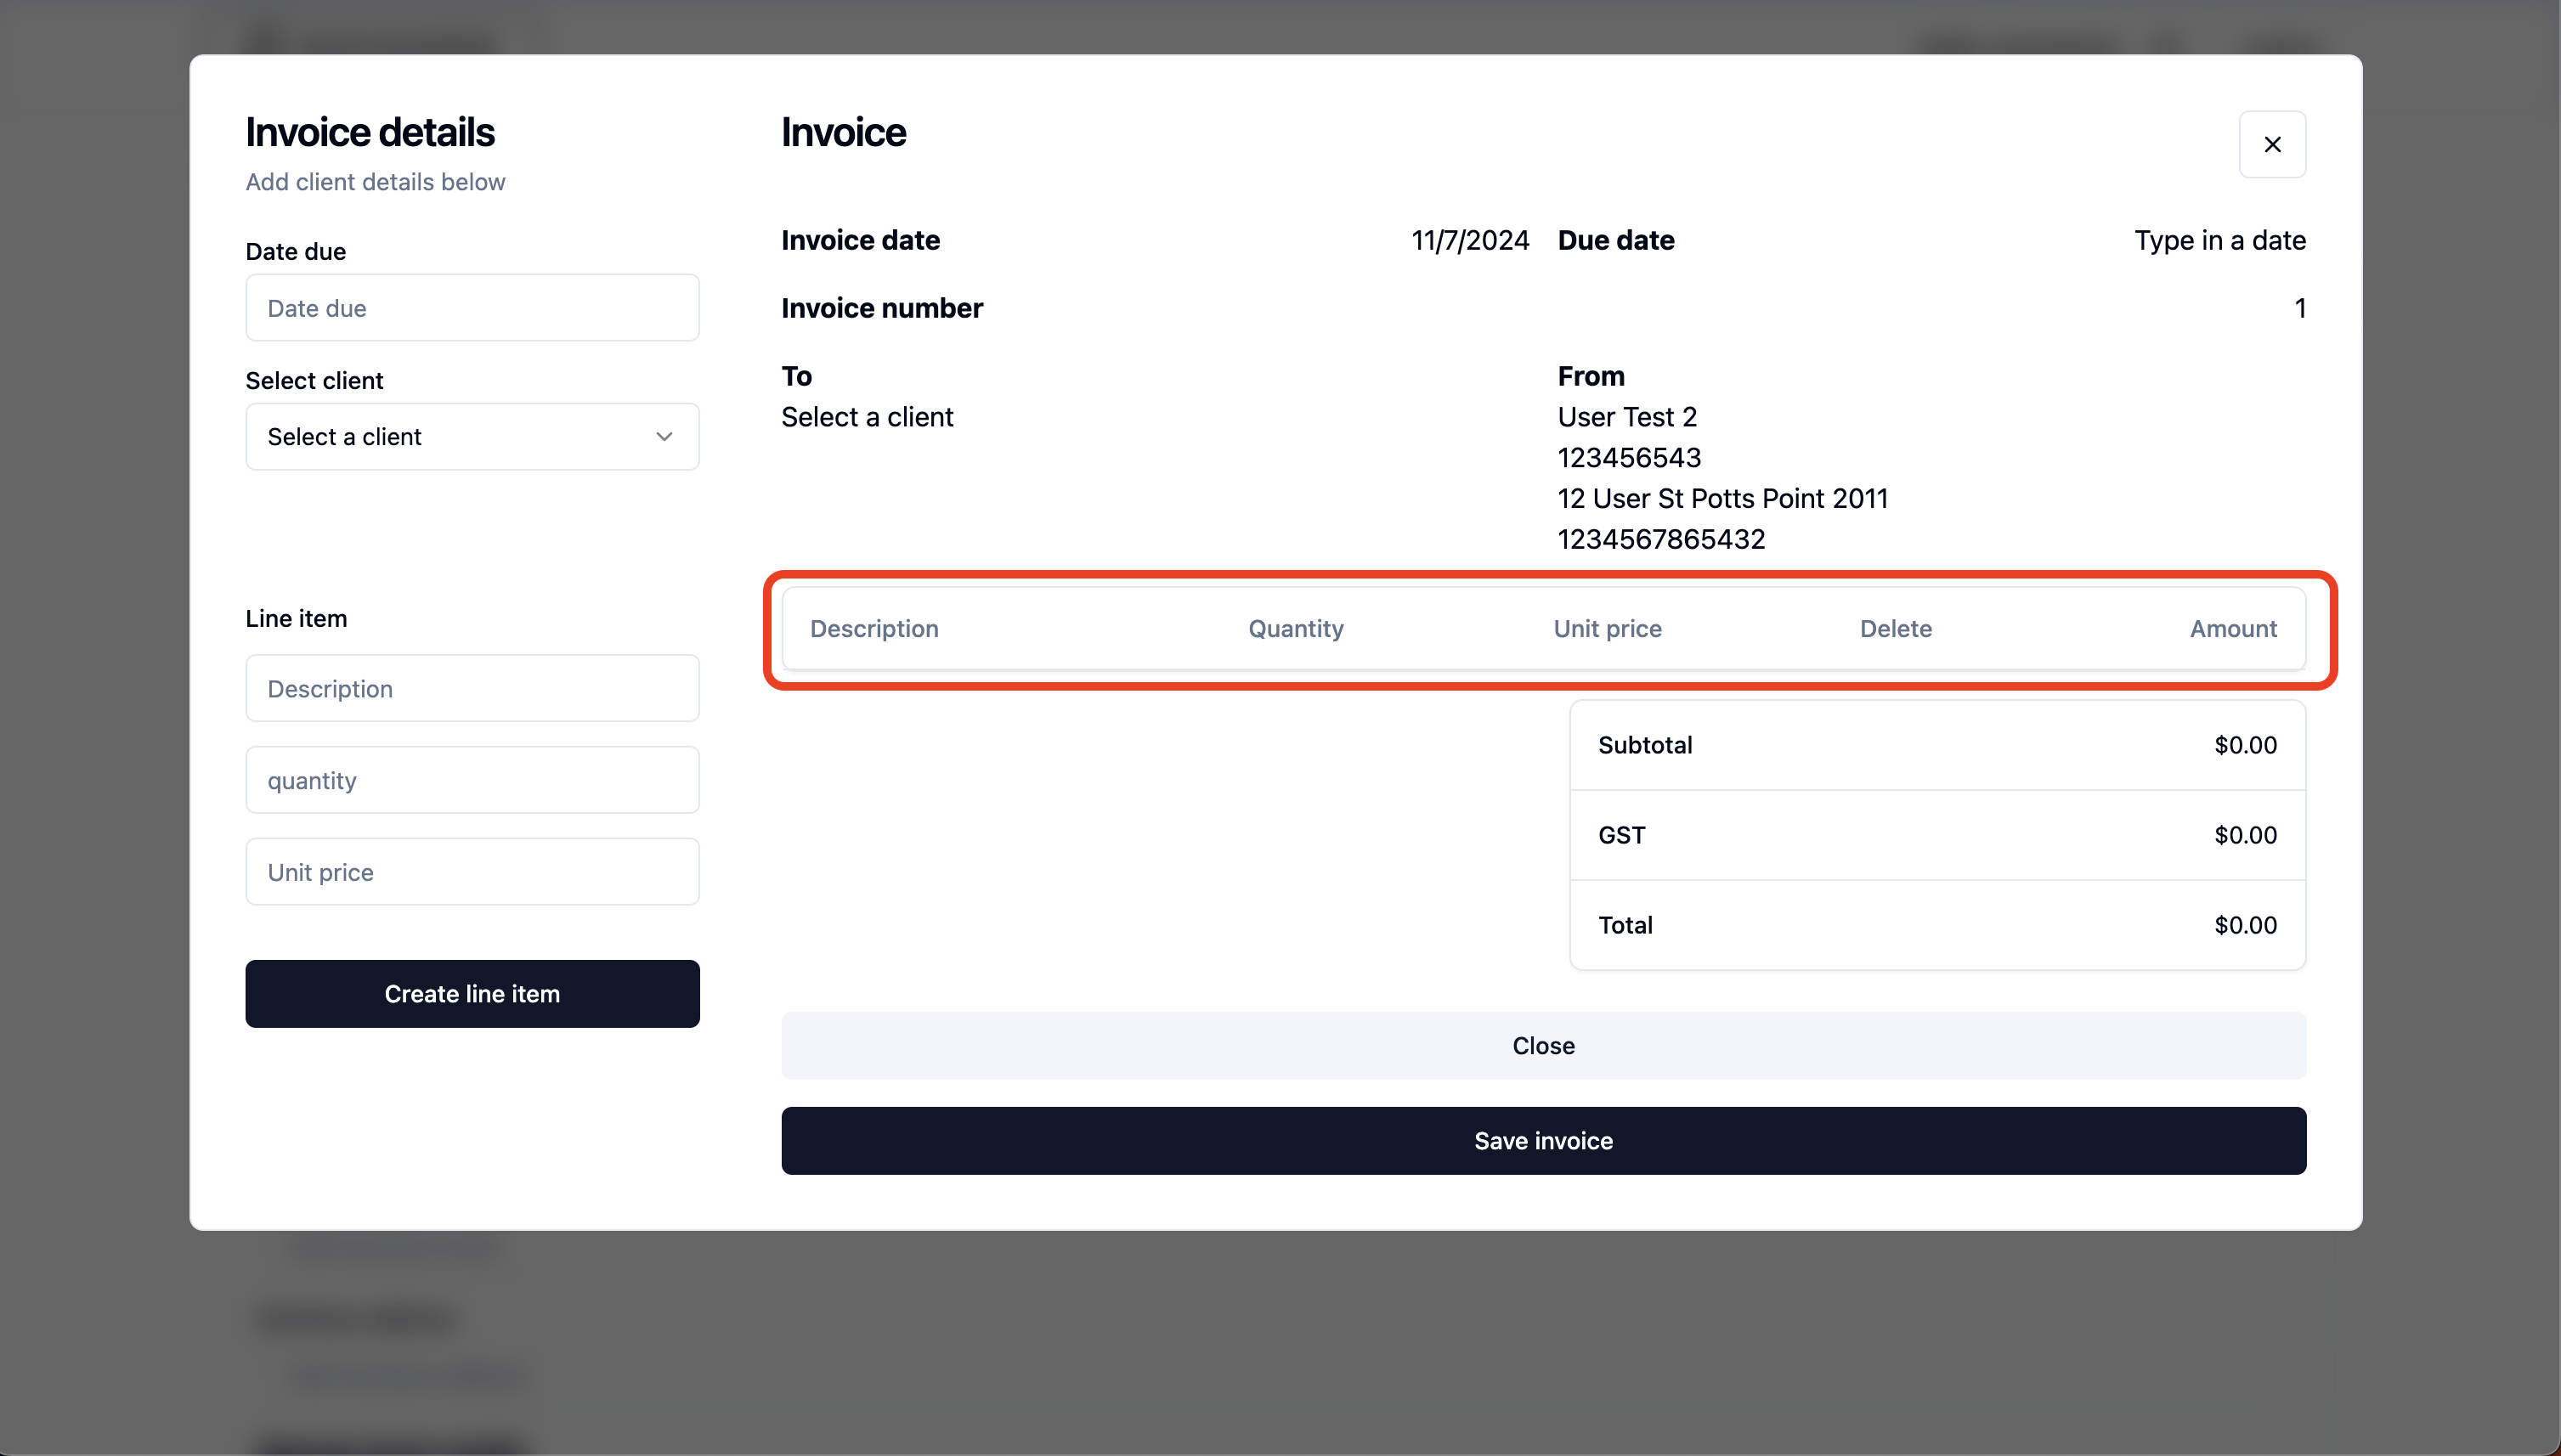 Invoice details
Add client details below
Date due
Date due
Select client
Select a client
Line item
Description
quantity
Unit price
Create line item
Invoice
Invoice date 11/7/2024 Due date Type in a date
Invoice number 1
To
Select a client
From
User Test 2
123456543
12 User St Potts Point 2011
1234567865432
Description Quantity Unit price Delete Amount
Subtotal $0.00
GST $0.00
Total $0.00
Close
Save invoice